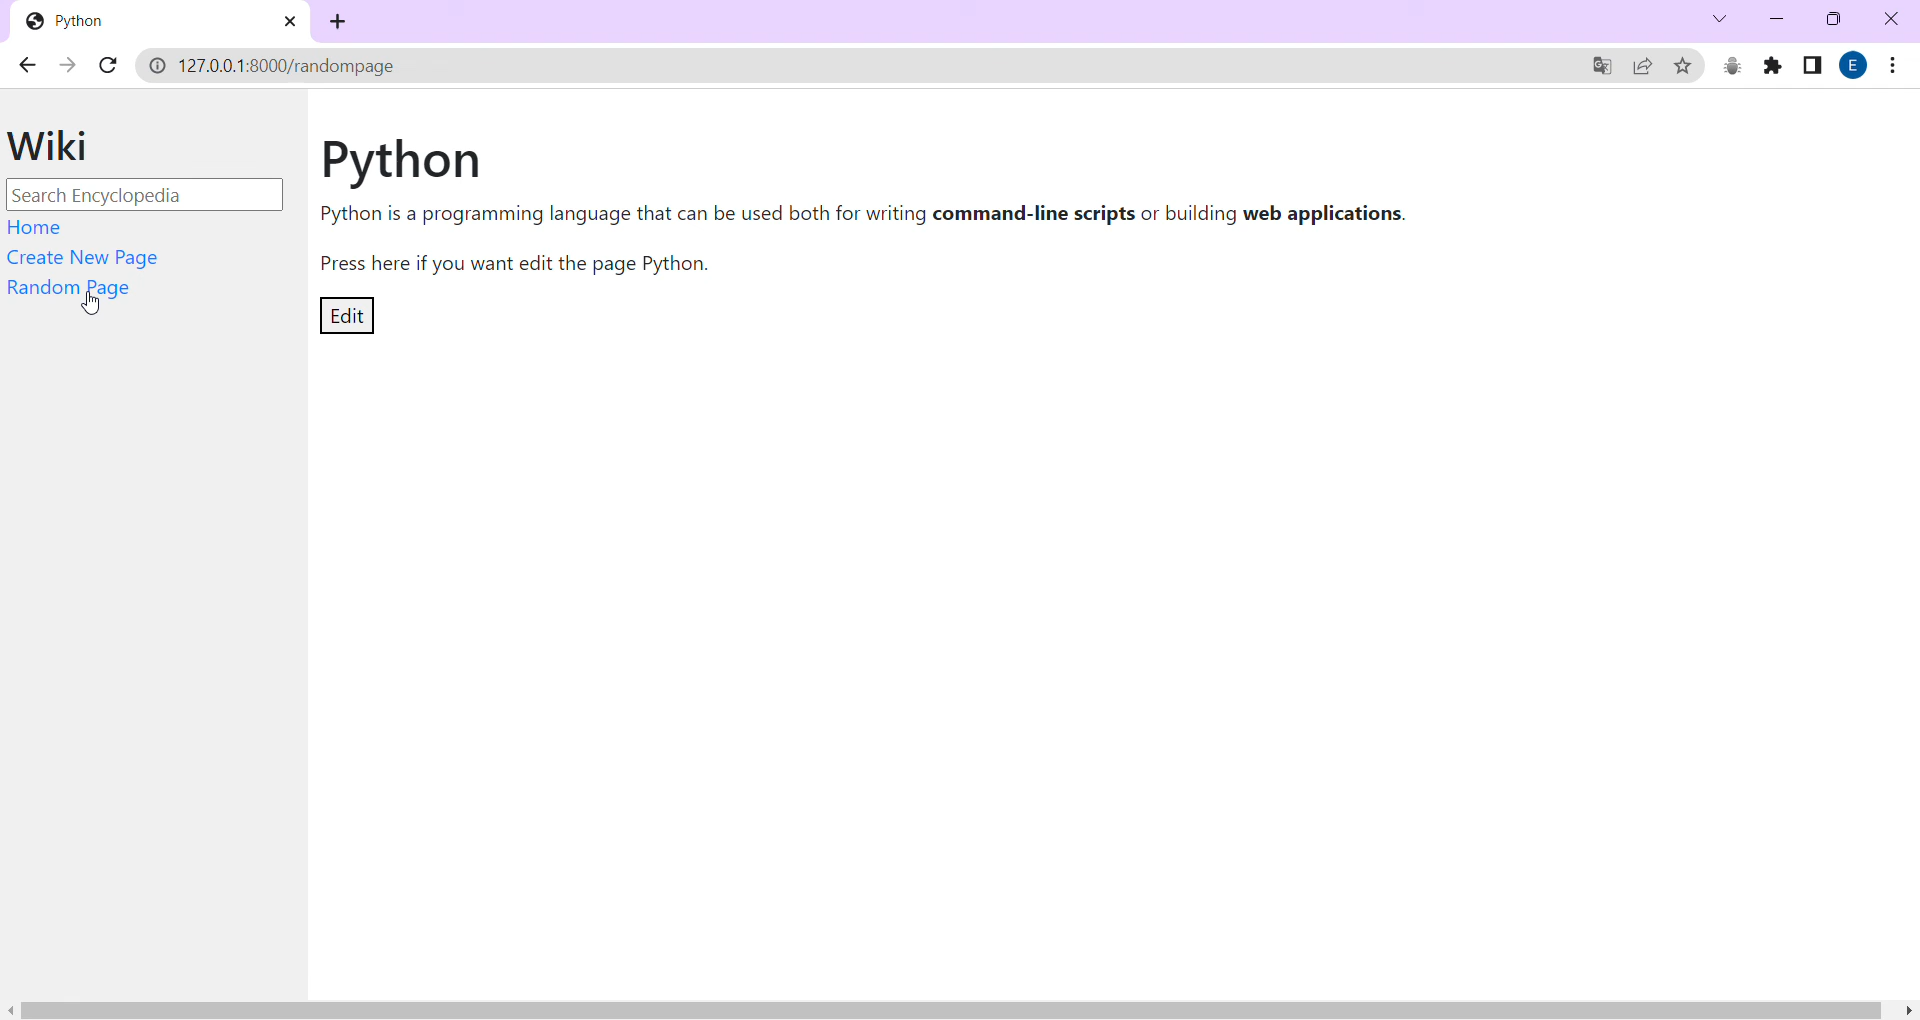 Python
127.0.0.1:8000/randompage
E
Wiki
Search Encyclopedia
Home
Create New Page
Random Page
Python
Python is a programming language that can be used both for writing command-line scripts or building web applications.
Press here if you want edit the page Python.
Edit